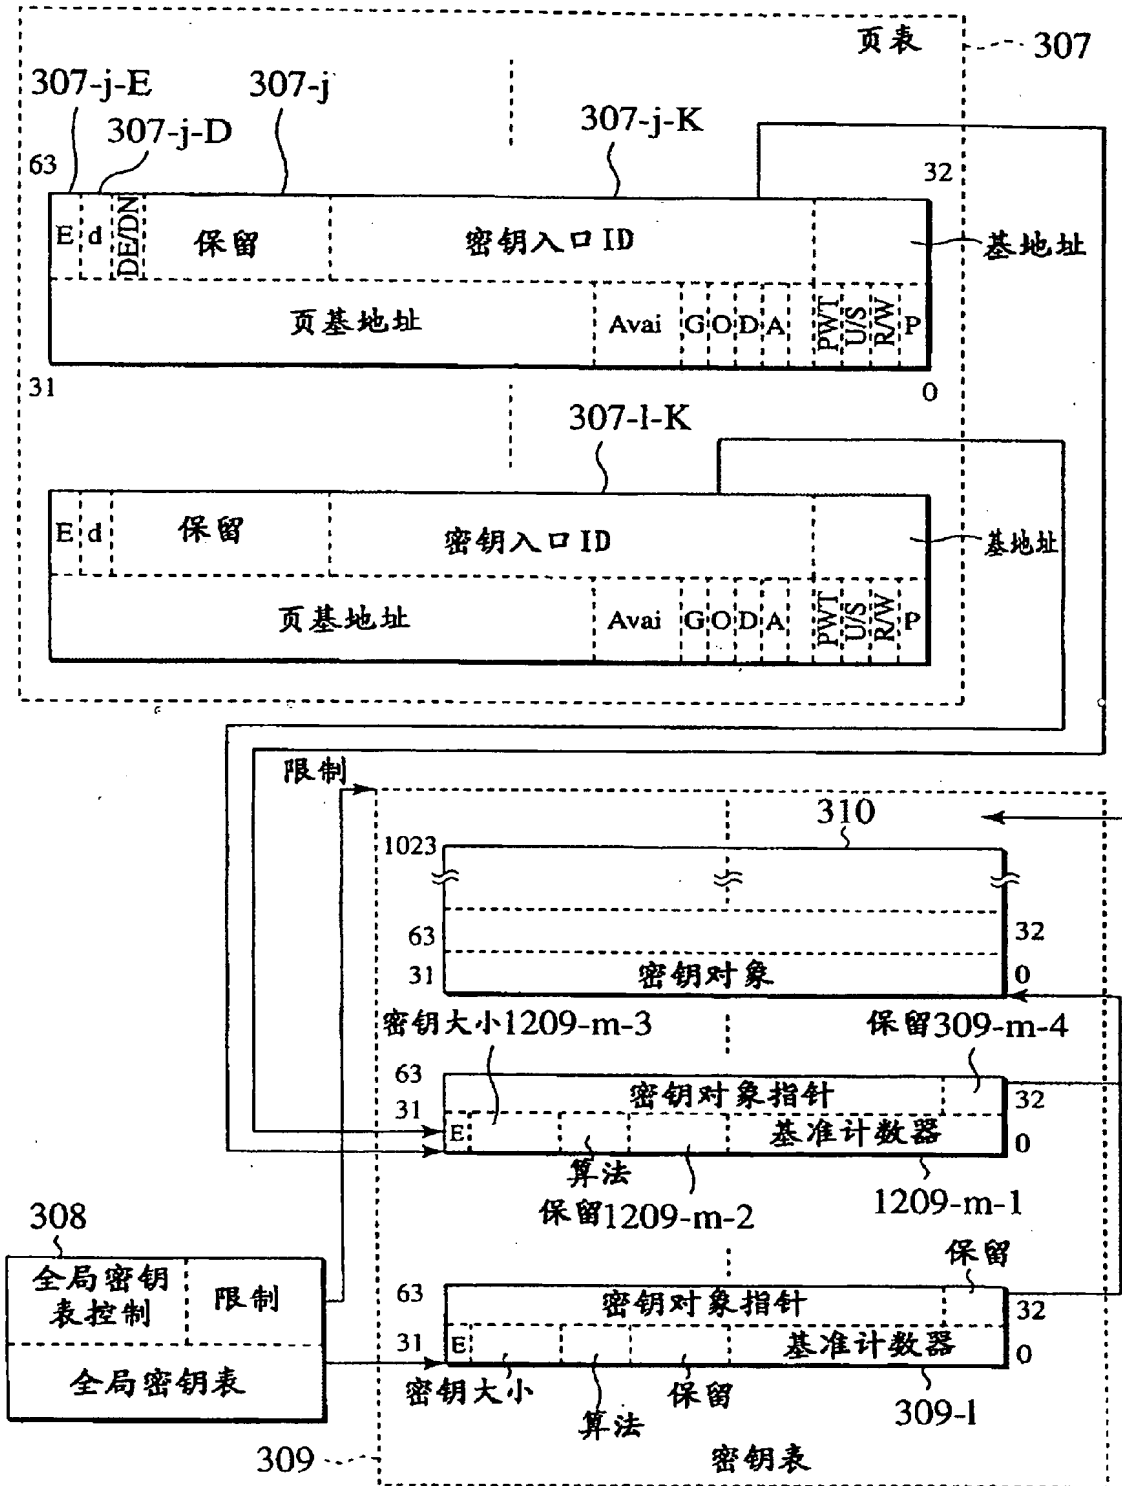 页表
307
307-j-E
307-j
307-j-D
307-j-K
63
32
E
d
DE/DN
保留
密钥入口ID
基地址
页基地址
Avai
G
O
D
A
PWT
U/S
R/W
P
31
0
307-l-K
E
d
保留
密钥入口ID
基地址
页基地址
Avai
G
O
D
A
PWT
U/S
R/W
P
限制
310
1023
63
32
31
密钥对象
0
密钥大小1209-m-3
保留309-m-4
63
密钥对象指针
32
31
E
基准计数器
0
算法
保留1209-m-2
1209-m-1
308
保留
全局密钥
表控制
限制
63
密钥对象指针
32
31
E
基准计数器
0
全局密钥表
密钥大小
保留
算法
309-l
309
密钥表